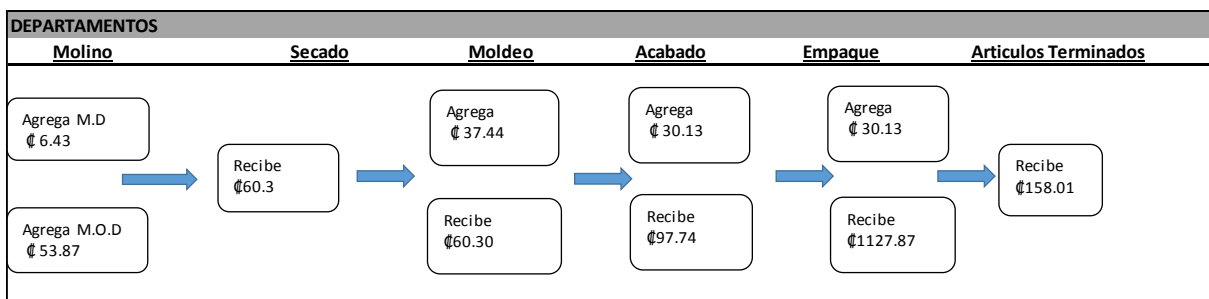 DEPARTAMENTOS
Molino Secado Moldeo Acabado Empaque Articulos Terminados
Agrega M.D
₡ 6.43
Agrega M.O.D
₡ 53.87
Recibe
₡60.3
Agrega
₡ 37.44
Recibe
₡60.30
Agrega
₡ 30.13
Recibe
₡97.74
Agrega
₡ 30.13
Recibe
₡1127.87
Recibe
₡158.01